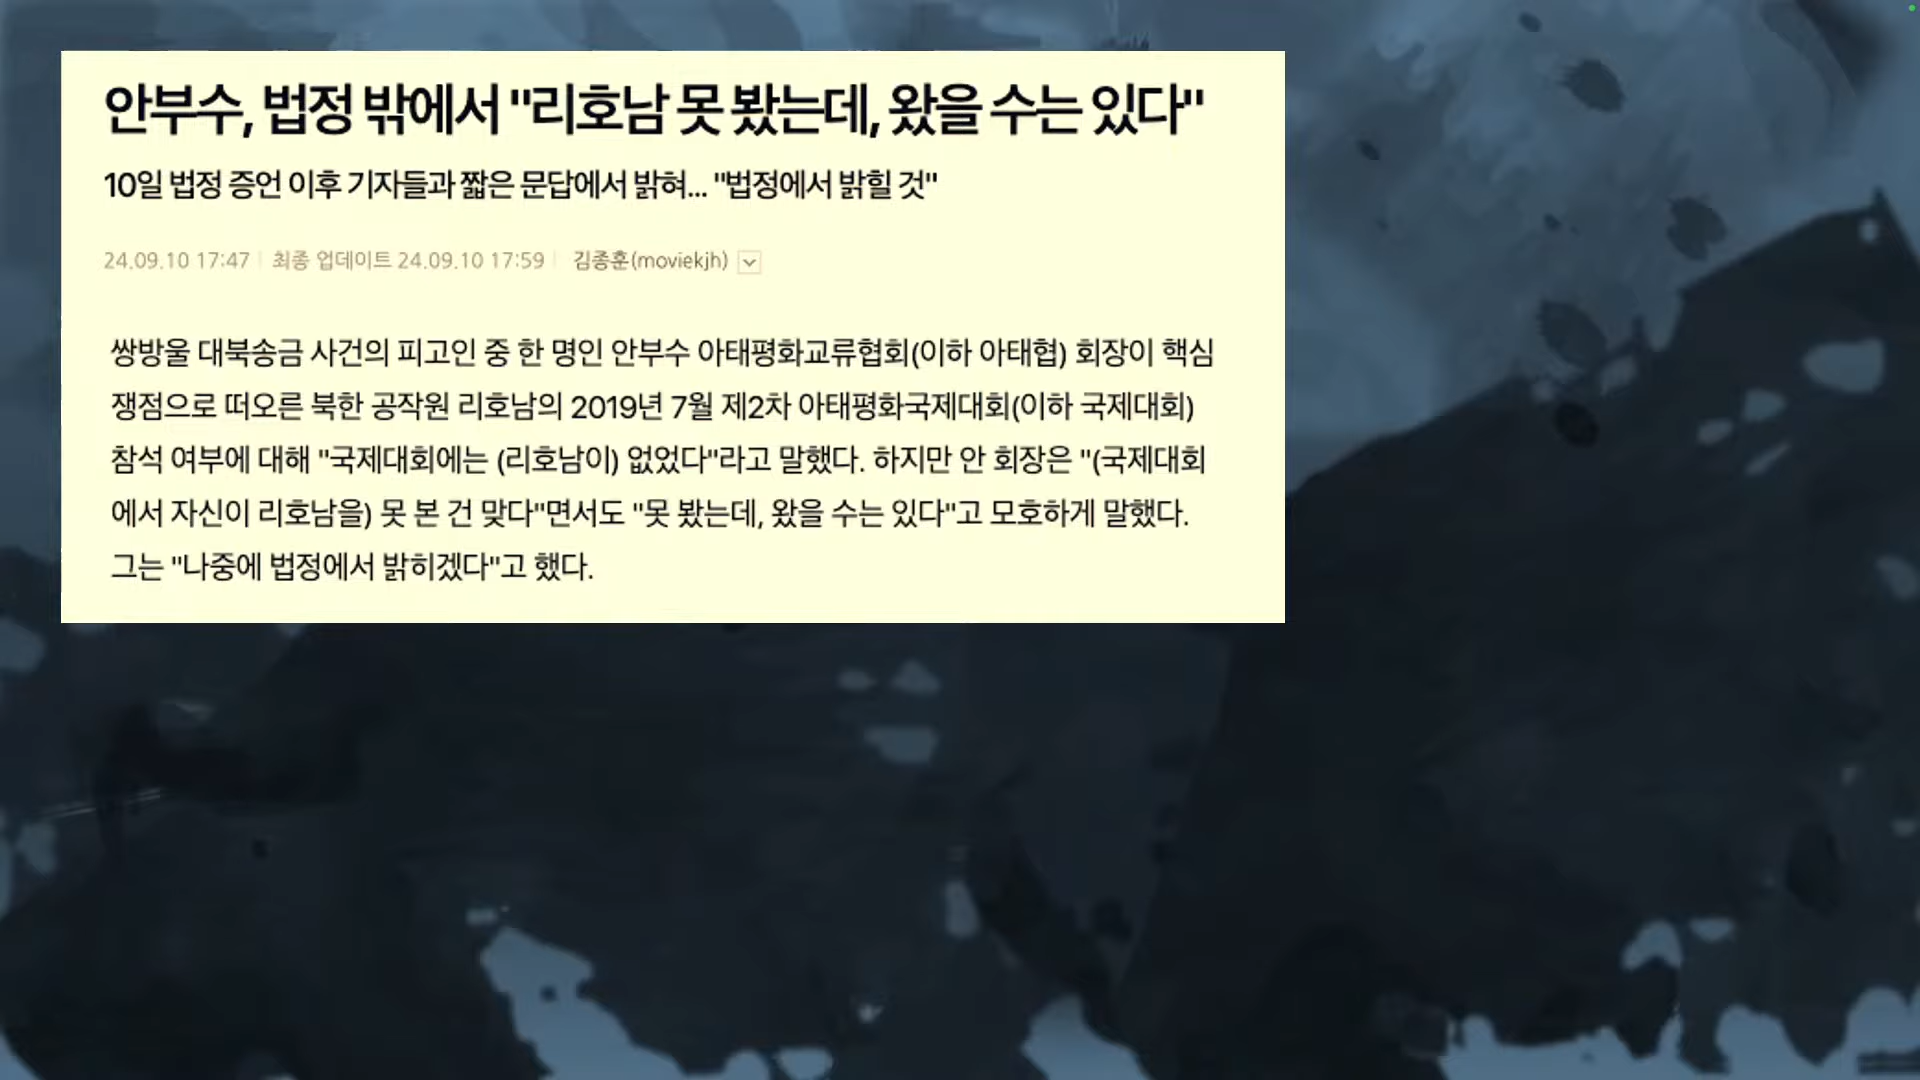 안부수, 법정 밖에서 "리호남 못 봤는데, 왔을 수는 있다"
10일 법정 증언 이후 기자들과 짧은 문답에서 밝혀... "법정에서 밝힐 것"
24.09.10 17:47 | 최종 업데이트 24.09.10 17:59 | 김종훈(moviekjh)
쌍방울 대북송금 사건의 피고인 중 한 명인 안부수 아태평화교류협회(이하 아태협) 회장이 핵심
쟁점으로 떠오른 북한 공작원 리호남의 2019년 7월 제2차 아태평화국제대회(이하 국제대회)
참석 여부에 대해 "국제대회에는 (리호남이) 없었다"라고 말했다. 하지만 안 회장은 "(국제대회
에서 자신이 리호남을) 못 본 건 맞다"면서도 "못 봤는데, 왔을 수는 있다"고 모호하게 말했다.
그는 "나중에 법정에서 밝히겠다"고 했다.